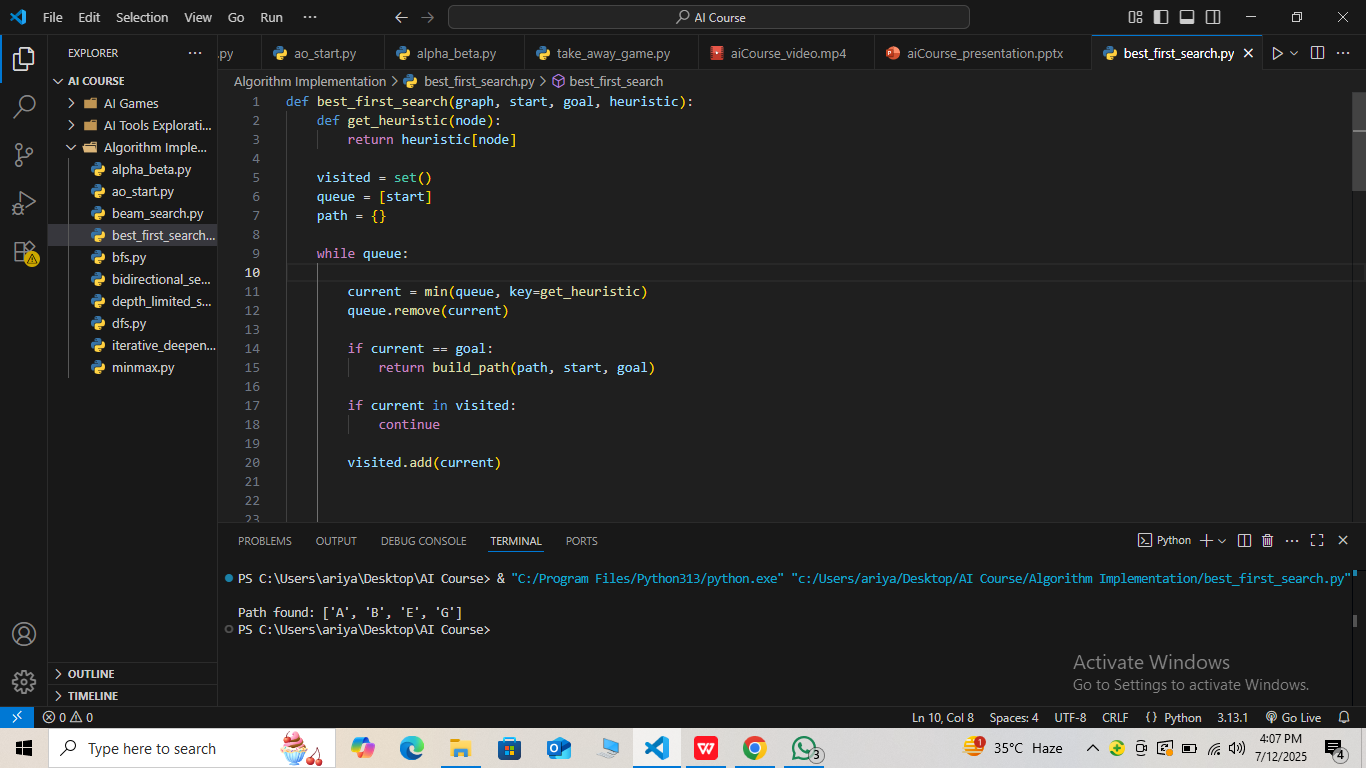 File Edit Selection View Go Run ··· AI Course
EXPLORER ···
.py ao_start.py alpha_beta.py take_away_game.py aiCourse_video.mp4 aiCourse_presentation.pptx best_first_search.py
AI COURSE
AI Games
AI Tools Explorati...
Algorithm Imple...
alpha_beta.py
ao_start.py
beam_search.py
best_first_search...
bfs.py
bidirectional_se...
depth_limited_s...
dfs.py
iterative_deepen...
minmax.py
OUTLINE
TIMELINE
Algorithm Implementation > best_first_search.py > best_first_search
1 def best_first_search(graph, start, goal, heuristic):
2 def get_heuristic(node):
3 return heuristic[node]
4
5 visited = set()
6 queue = [start]
7 path = {}
8
9 while queue:
10
11 current = min(queue, key=get_heuristic)
12 queue.remove(current)
13
14 if current == goal:
15 return build_path(path, start, goal)
16
17 if current in visited:
18 continue
19
20 visited.add(current)
21
22
23
PROBLEMS OUTPUT DEBUG CONSOLE TERMINAL PORTS Python
PS C:\Users\ariya\Desktop\AI Course> & "C:/Program Files/Python313/python.exe" "c:/Users/ariya/Desktop/AI Course/Algorithm Implementation/best_first_search.py"
Path found: ['A', 'B', 'E', 'G']
PS C:\Users\ariya\Desktop\AI Course>
Activate Windows
Go to Settings to activate Windows.
0 0 Ln 10, Col 8 Spaces: 4 UTF-8 CRLF {} Python 3.13.1 Go Live
Type here to search 3 1 35°C Haze 4:07 PM
7/12/2025 4